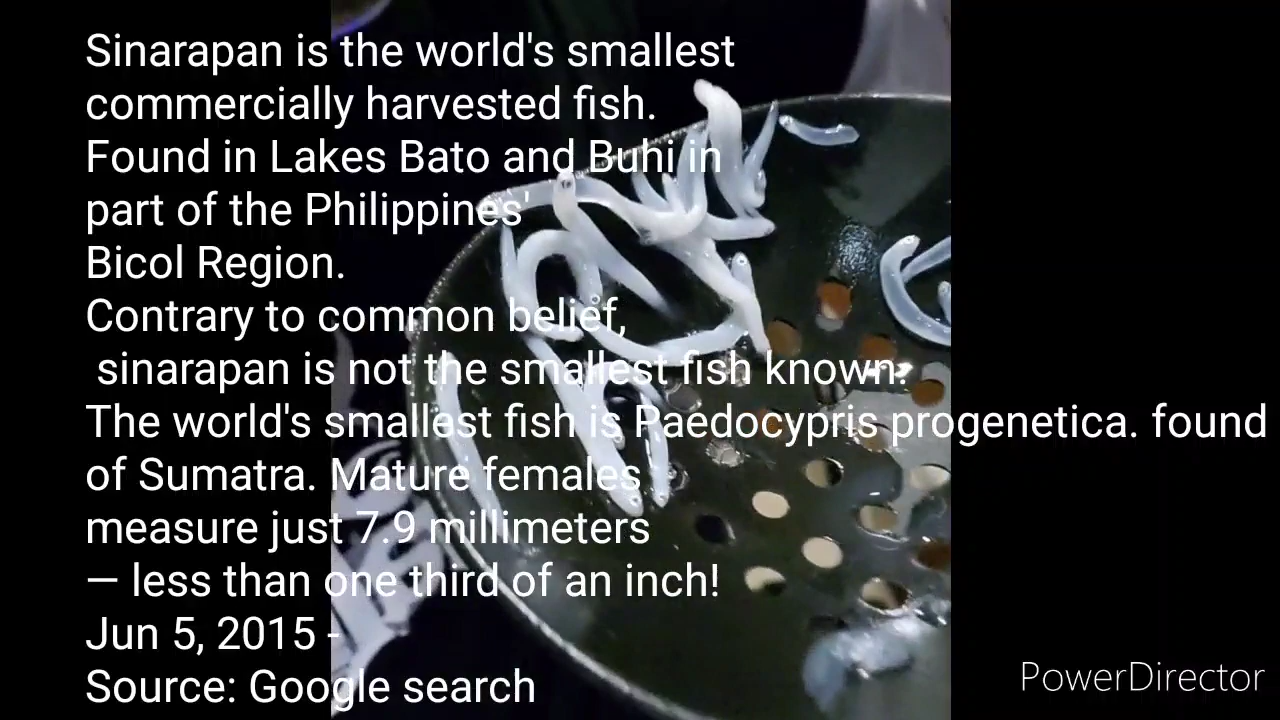 Sinarapan is the world's smallest
commercially harvested fish.
Found in Lakes Bato and Buhi in
part of the Philippines'
Bicol Region.
Contrary to common belief,
sinarapan is not the smallest fish known.
The world's smallest fish is Paedocypris progenetica. found
of Sumatra. Mature females
measure just 7.9 millimeters
— less than one third of an inch!
Jun 5, 2015 -
Source: Google search
PowerDirector